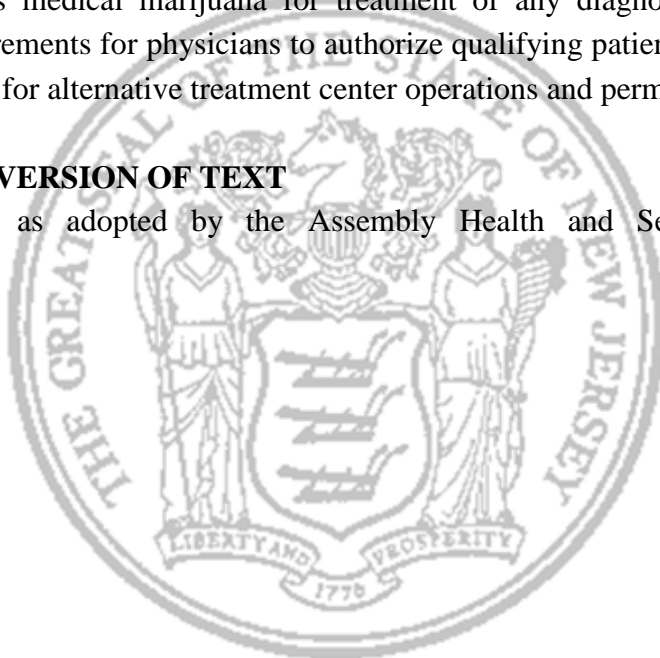 s medical marijuana for treatment of any diagno
rements for physicians to authorize qualifying patien
for alternative treatment center operations and perm
VERSION OF TEXT
as adopted by the Assembly Health and Se
THE GREAT SEAL OF THE STATE OF NEW JERSEY
LIBERTY AND PROSPERITY
1776